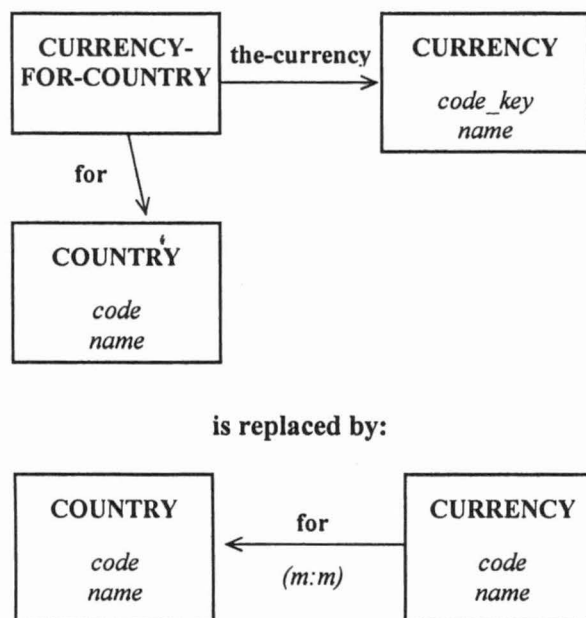 CURRENCY-
FOR-COUNTRY
the-currency
CURRENCY
code_key
name
for
COUNTRY
code
name
is replaced by:
COUNTRY
code
name
for
(m:m)
CURRENCY
code
name